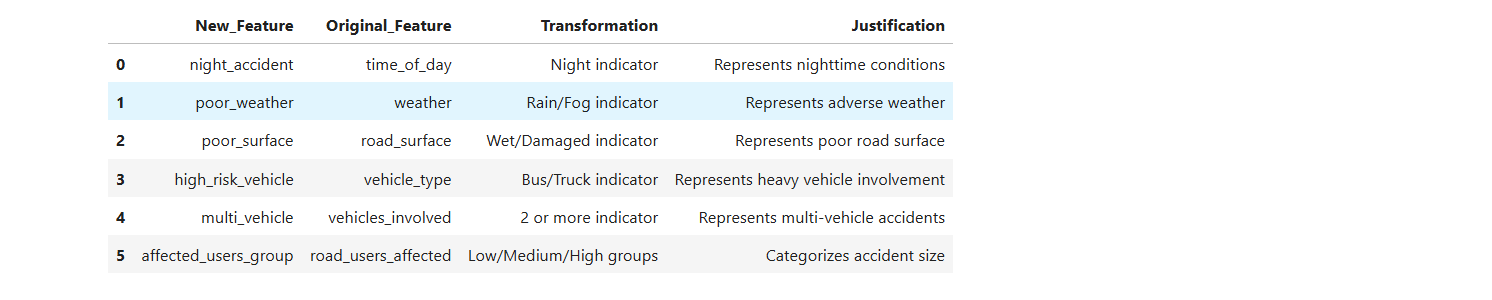 New_Feature Original_Feature Transformation Justification
0 night_accident time_of_day Night indicator Represents nighttime conditions
1 poor_weather weather Rain/Fog indicator Represents adverse weather
2 poor_surface road_surface Wet/Damaged indicator Represents poor road surface
3 high_risk_vehicle vehicle_type Bus/Truck indicator Represents heavy vehicle involvement
4 multi_vehicle vehicles_involved 2 or more indicator Represents multi-vehicle accidents
5 affected_users_group road_users_affected Low/Medium/High groups Categorizes accident size